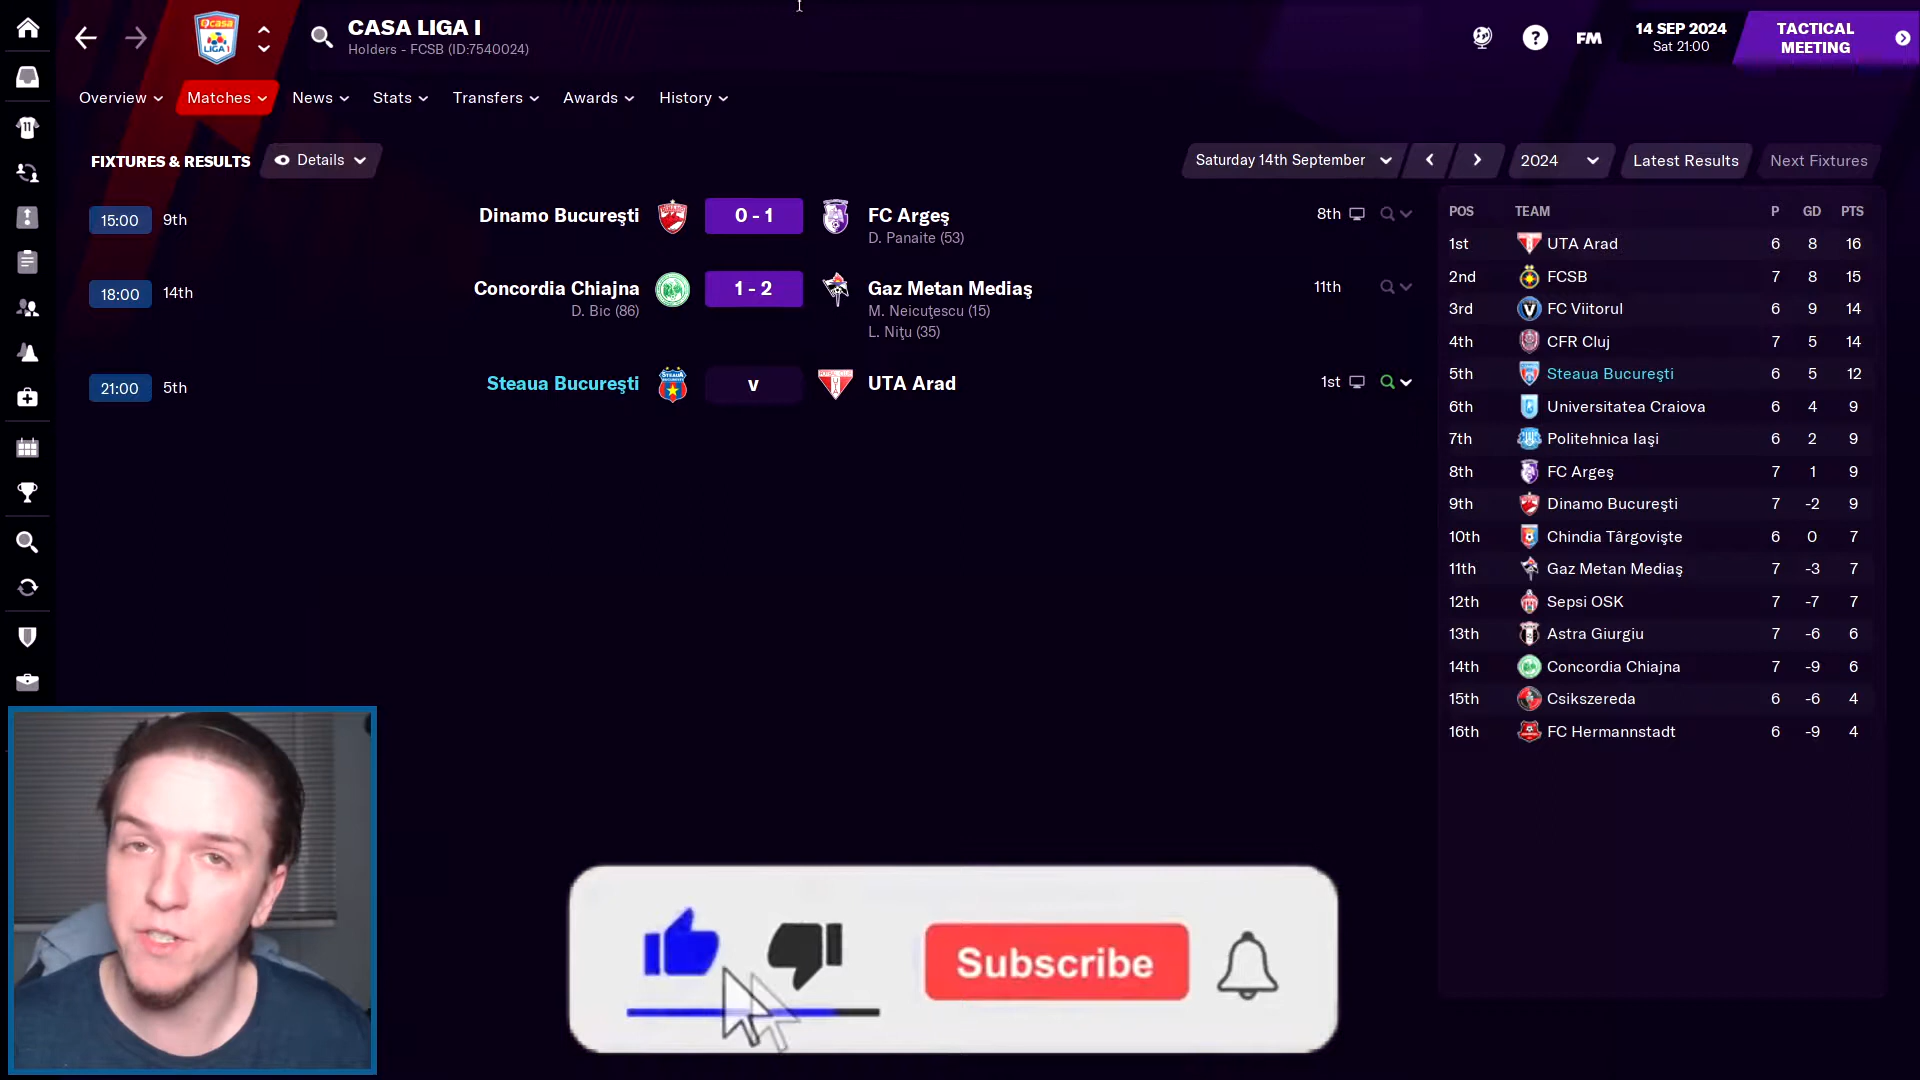 CASA LIGA I
Holders - FCSB (ID:7540024)
14 SEP 2024
Sat 21:00
TACTICAL MEETING
FM
Overview
Matches
News
Stats
Transfers
Awards
History
FIXTURES & RESULTS
Details
Saturday 14th September
2024
Latest Results
Next Fixtures
15:00 9th Dinamo Bucureşti 0 - 1 FC Argeş 8th
D. Panaite (53)
18:00 14th Concordia Chiajna 1 - 2 Gaz Metan Mediaş 11th
D. Bic (86) M. Neicuţescu (15)
L. Niţu (35)
21:00 5th Steaua Bucureşti v UTA Arad 1st
POS TEAM P GD PTS
1st UTA Arad 6 8 16
2nd FCSB 7 8 15
3rd FC Viitorul 6 9 14
4th CFR Cluj 7 5 14
5th Steaua Bucureşti 6 5 12
6th Universitatea Craiova 6 4 9
7th Politehnica Iaşi 6 2 9
8th FC Argeş 7 1 9
9th Dinamo Bucureşti 7 -2 9
10th Chindia Târgovişte 6 0 7
11th Gaz Metan Mediaş 7 -3 7
12th Sepsi OSK 7 -7 7
13th Astra Giurgiu 7 -6 6
14th Concordia Chiajna 7 -9 6
15th Csikszereda 6 -6 4
16th FC Hermannstadt 6 -9 4
Subscribe